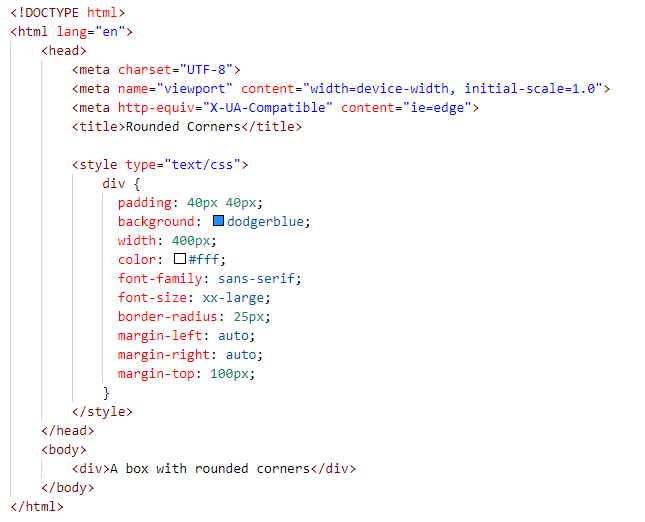 <!DOCTYPE html>
<html lang="en">
    <head>
        <meta charset="UTF-8">
        <meta name="viewport" content="width=device-width, initial-scale=1.0">
        <meta http-equiv="X-UA-Compatible" content="ie=edge">
        <title>Rounded Corners</title>

        <style type="text/css">
            div {
              padding: 40px 40px;
              background: dodgerblue;
              width: 400px;
              color: #fff;
              font-family: sans-serif;
              font-size: xx-large;
              border-radius: 25px;
              margin-left: auto;
              margin-right: auto;
              margin-top: 100px;
            }
        </style>
    </head>
    <body>
        <div>A box with rounded corners</div>
    </body>
</html>